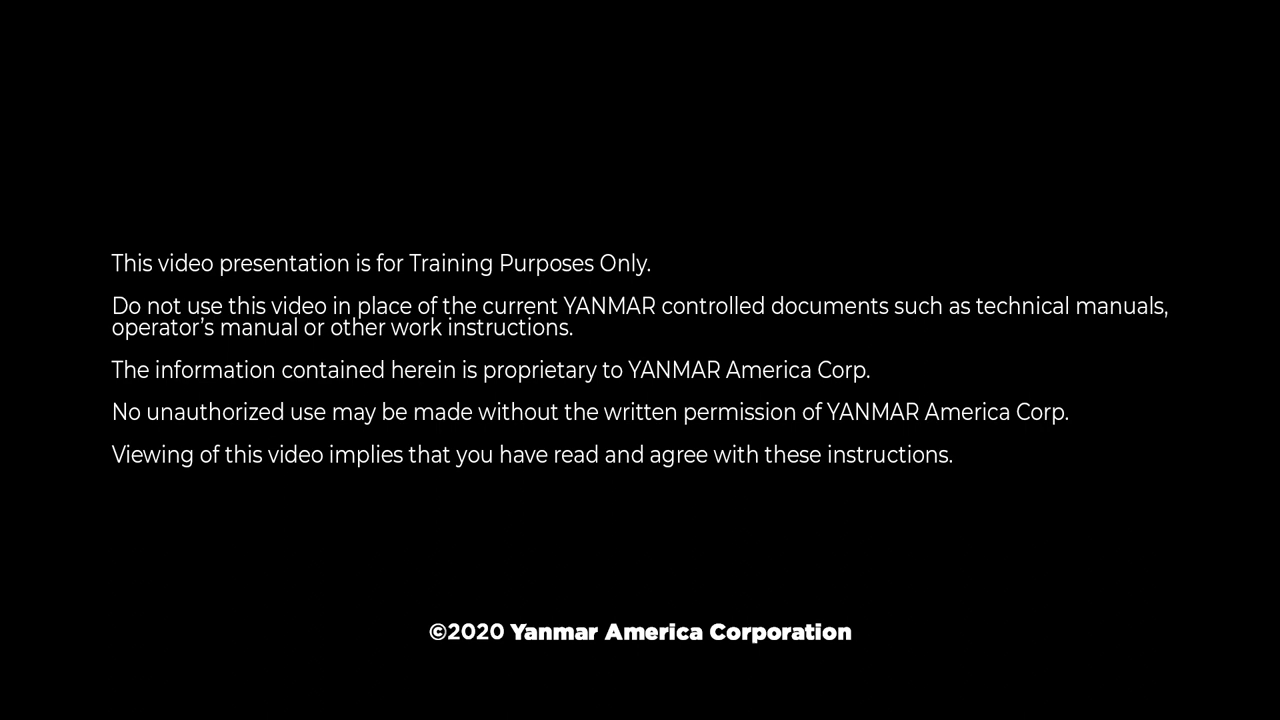 This video presentation is for Training Purposes Only.
Do not use this video in place of the current YANMAR controlled documents such as technical manuals,
operator’s manual or other work instructions.
The information contained herein is proprietary to YANMAR America Corp.
No unauthorized use may be made without the written permission of YANMAR America Corp.
Viewing of this video implies that you have read and agree with these instructions.
©2020 Yanmar America Corporation